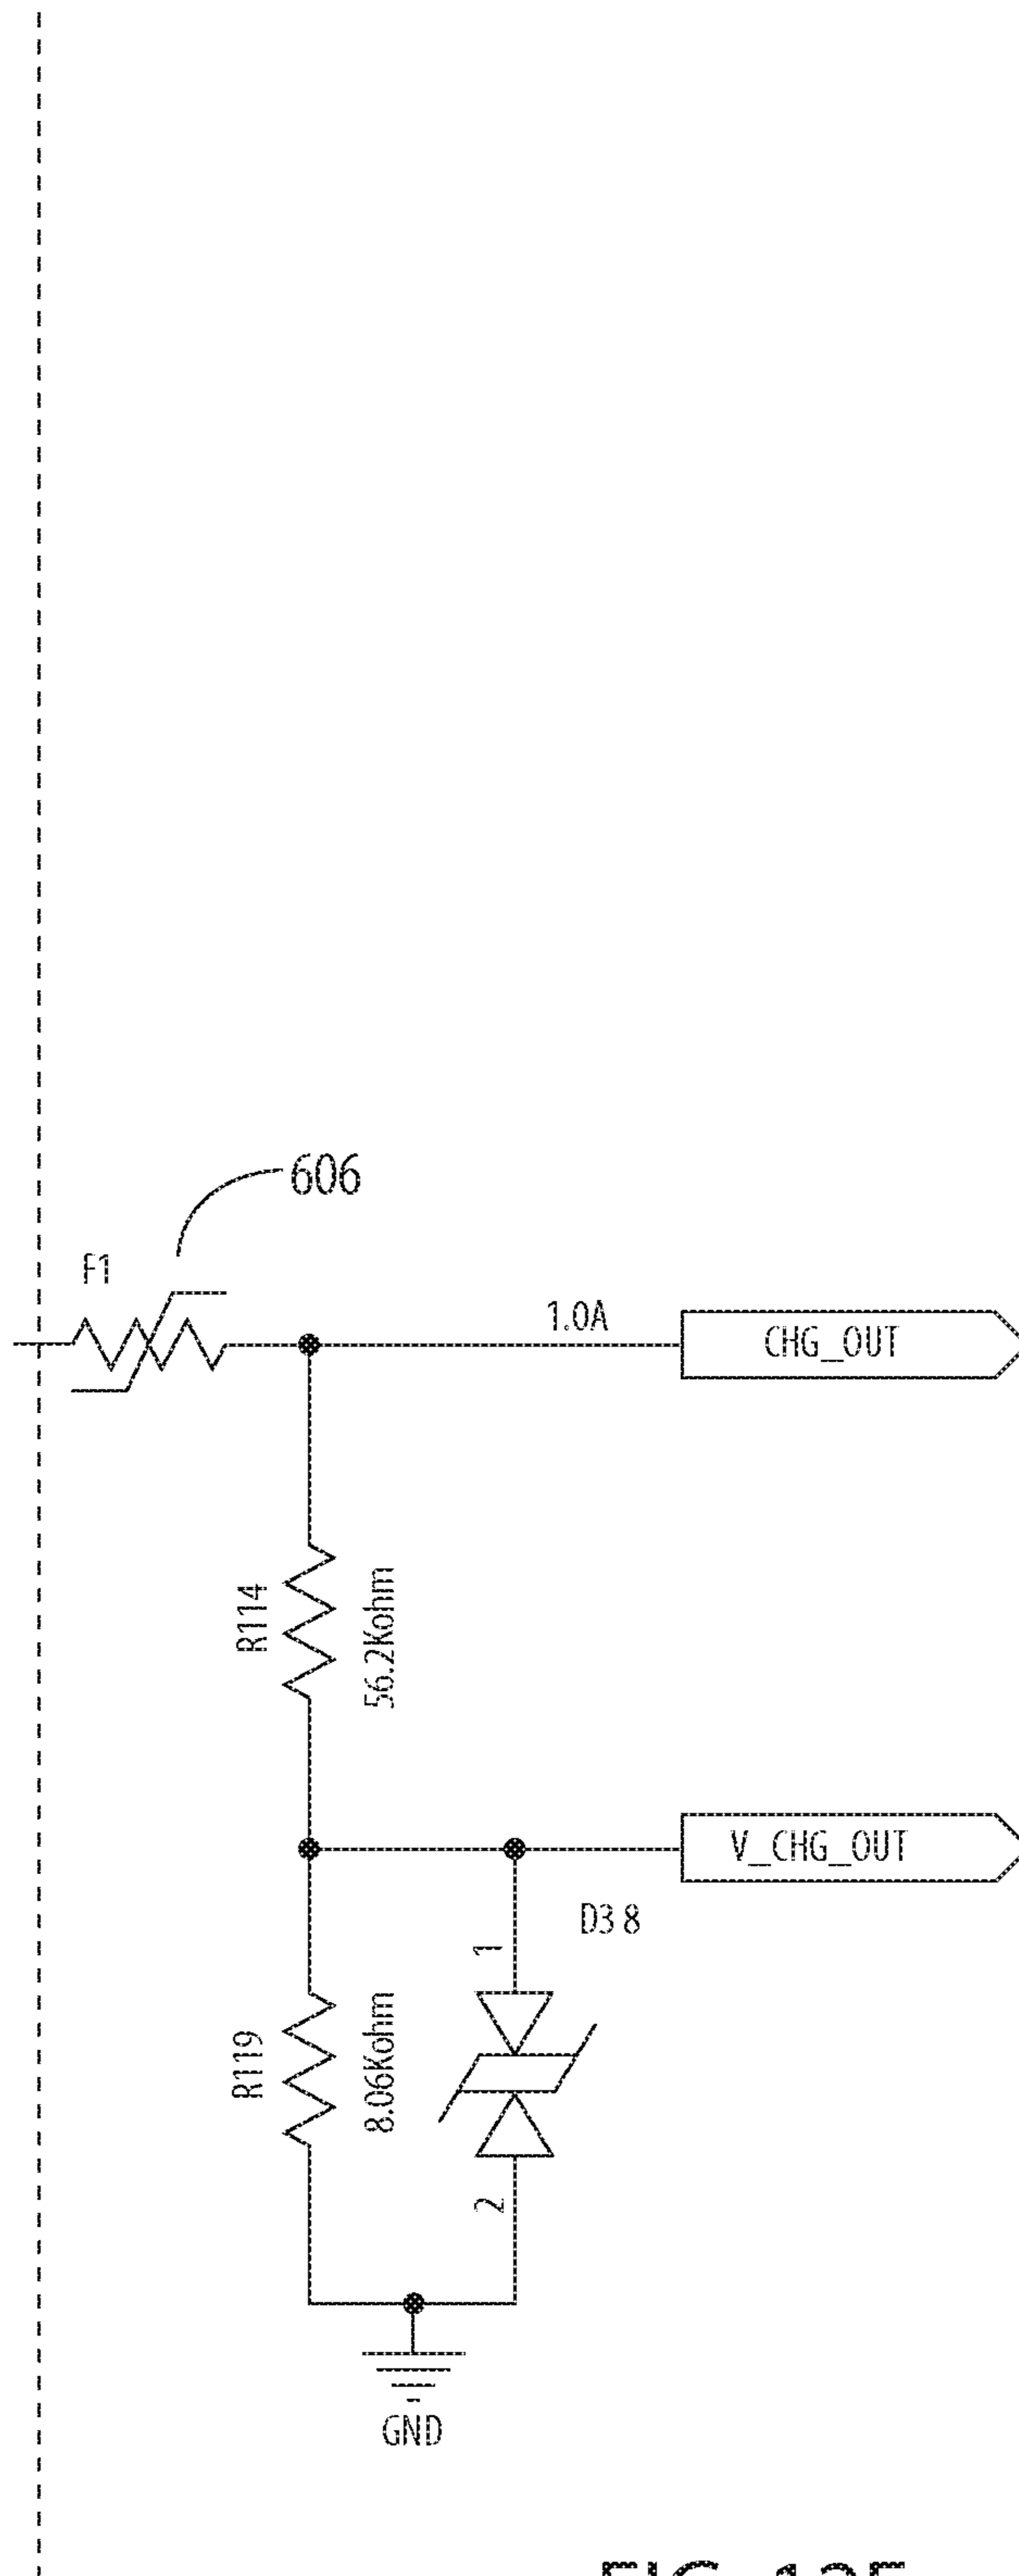 606
F1
1.0A
CHG_OUT
R114
56.2Kohm
V_CHG_OUT
D3 8
1
R119
8.06Kohm
2
GND